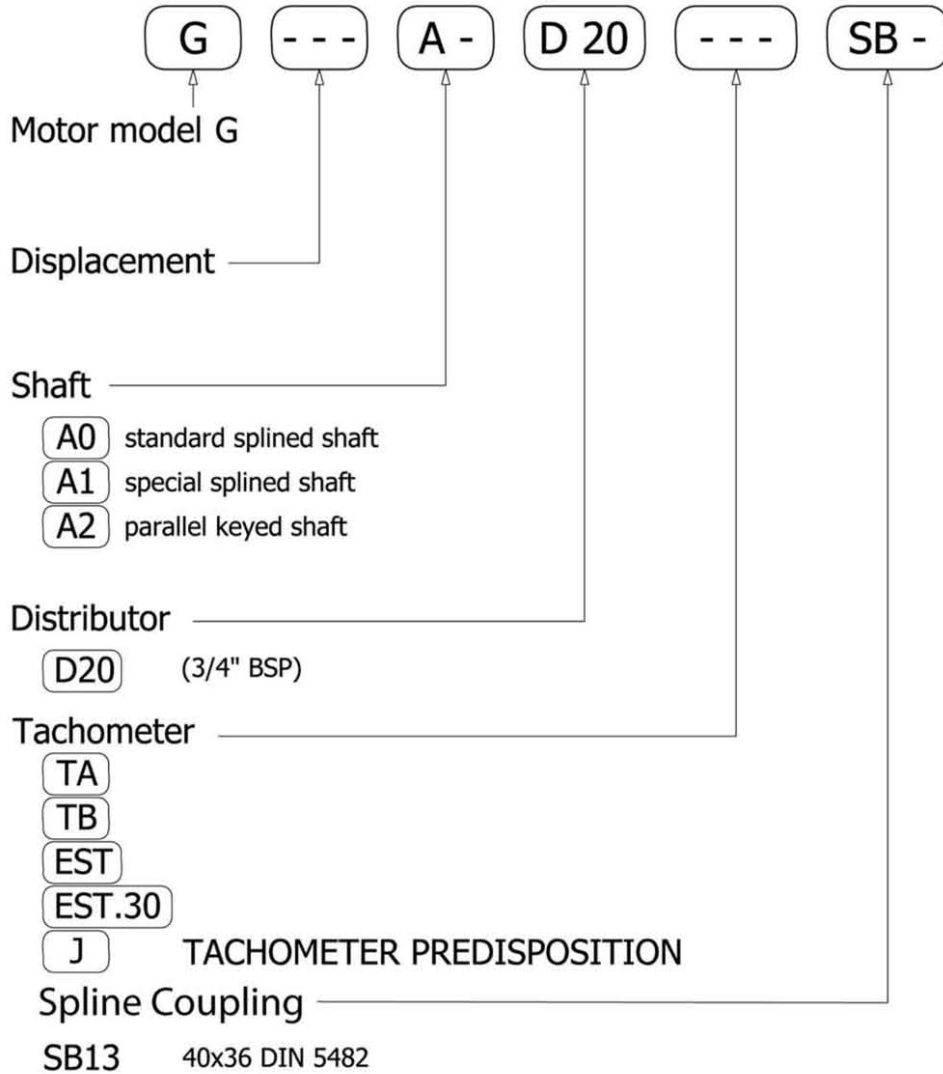 G - - - A - D 20 - - - SB -
Motor model G
Displacement
Shaft
A0 standard splined shaft
A1 special splined shaft
A2 parallel keyed shaft
Distributor
D20 (3/4" BSP)
Tachometer
TA
TB
EST
EST.30
J TACHOMETER PREDISPOSITION
Spline Coupling
SB13 40x36 DIN 5482